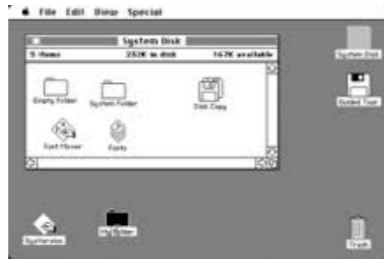 File Edit View Special
System Disk
5 items 232K in disk 167K available
Empty Folder System Folder Disk Copy
Font Mover Fonts
System Disk
Guided Tour
SysVersion
Trash